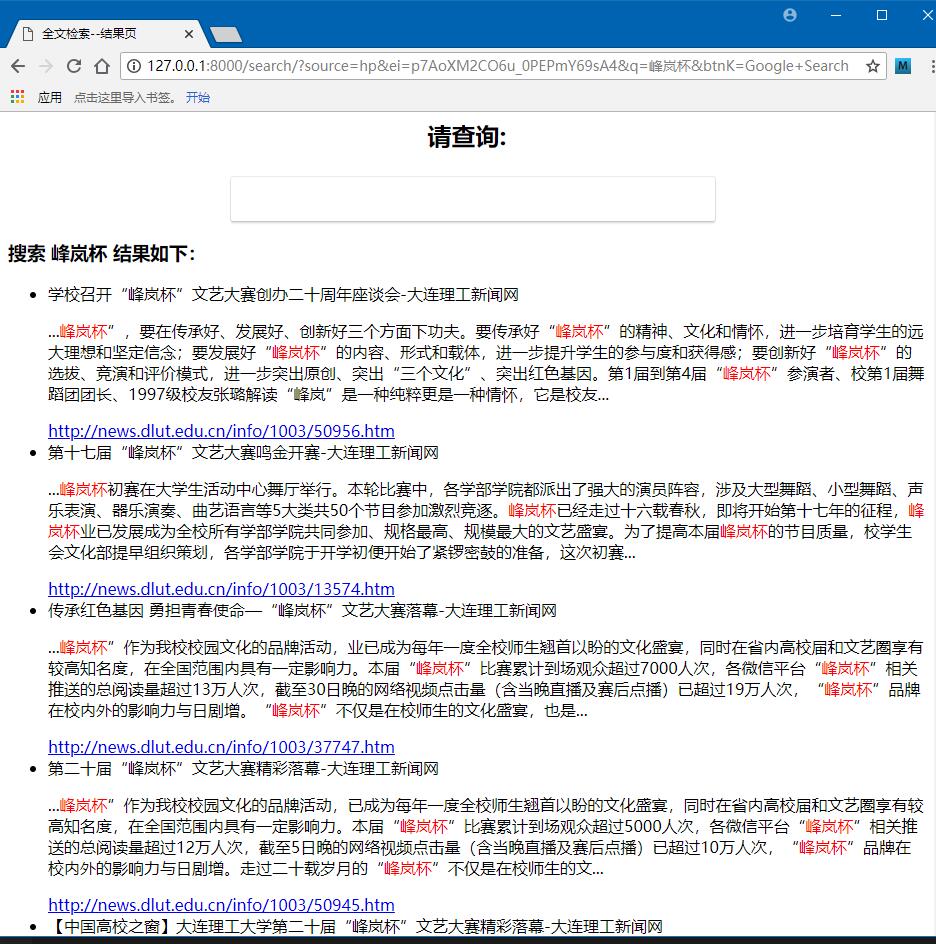 全文检索--结果页
127.0.0.1:8000/search/?source=hp&ei=p7AoXM2CO6u_0PEPmY69sA4&q=峰岚杯&btnK=Google+Search
M
应用 点击这里导入书签。 开始
请查询:
搜索 峰岚杯 结果如下:
学校召开“峰岚杯”文艺大赛创办二十周年座谈会-大连理工新闻网
...峰岚杯”，要在传承好、发展好、创新好三个方面下功夫。要传承好“峰岚杯”的精神、文化和情怀，进一步培育学生的远
大理想和坚定信念；要发展好“峰岚杯”的内容、形式和载体，进一步提升学生的参与度和获得感；要创新好“峰岚杯”的
选拔、竞演和评价模式，进一步突出原创、突出“三个文化”、突出红色基因。第1届到第4届“峰岚杯”参演者、校第1届舞
蹈团团长、1997级校友张璐解读“峰岚”是一种纯粹更是一种情怀，它是校友...
http://news.dlut.edu.cn/info/1003/50956.htm
第十七届“峰岚杯”文艺大赛鸣金开赛-大连理工新闻网
...峰岚杯初赛在大学生活动中心舞厅举行。本轮比赛中，各学部学院都派出了强大的演员阵容，涉及大型舞蹈、小型舞蹈、声
乐表演、器乐演奏、曲艺语言等5大类共50个节目参加激烈竞逐。峰岚杯已经走过十六载春秋，即将开始第十七年的征程，峰
岚杯业已发展成为全校所有学部学院共同参加、规格最高、规模最大的文艺盛宴。为了提高本届峰岚杯的节目质量，校学生
会文化部提早组织策划，各学部学院于开学初便开始了紧锣密鼓的准备，这次初赛...
http://news.dlut.edu.cn/info/1003/13574.htm
传承红色基因 勇担青春使命—“峰岚杯”文艺大赛落幕-大连理工新闻网
...峰岚杯”作为我校校园文化的品牌活动，业已成为每年一度全校师生翘首以盼的文化盛宴，同时在省内高校届和文艺圈享有
较高知名度，在全国范围内具有一定影响力。本届“峰岚杯”比赛累计到场观众超过7000人次，各微信平台“峰岚杯”相关
推送的总阅读量超过13万人次，截至30日晚的网络视频点击量（含当晚直播及赛后点播）已超过19万人次，“峰岚杯”品牌
在校内外的影响力与日剧增。“峰岚杯”不仅是在校师生的文化盛宴，也是...
http://news.dlut.edu.cn/info/1003/37747.htm
第二十届“峰岚杯”文艺大赛精彩落幕-大连理工新闻网
...峰岚杯”作为我校校园文化的品牌活动，已成为每年一度全校师生翘首以盼的文化盛宴，同时在省内高校届和文艺圈享有较
高知名度，在全国范围内具有一定影响力。本届“峰岚杯”比赛累计到场观众超过5000人次，各微信平台“峰岚杯”相关推
送的总阅读量超过12万人次，截至5日晚的网络视频点击量（含当晚直播及赛后点播）已超过10万人次，“峰岚杯”品牌在
校内外的影响力与日剧增。走过二十载岁月的“峰岚杯”不仅是在校师生的文...
http://news.dlut.edu.cn/info/1003/50945.htm
【中国高校之窗】大连理工大学第二十届“峰岚杯”文艺大赛精彩落幕-大连理工新闻网